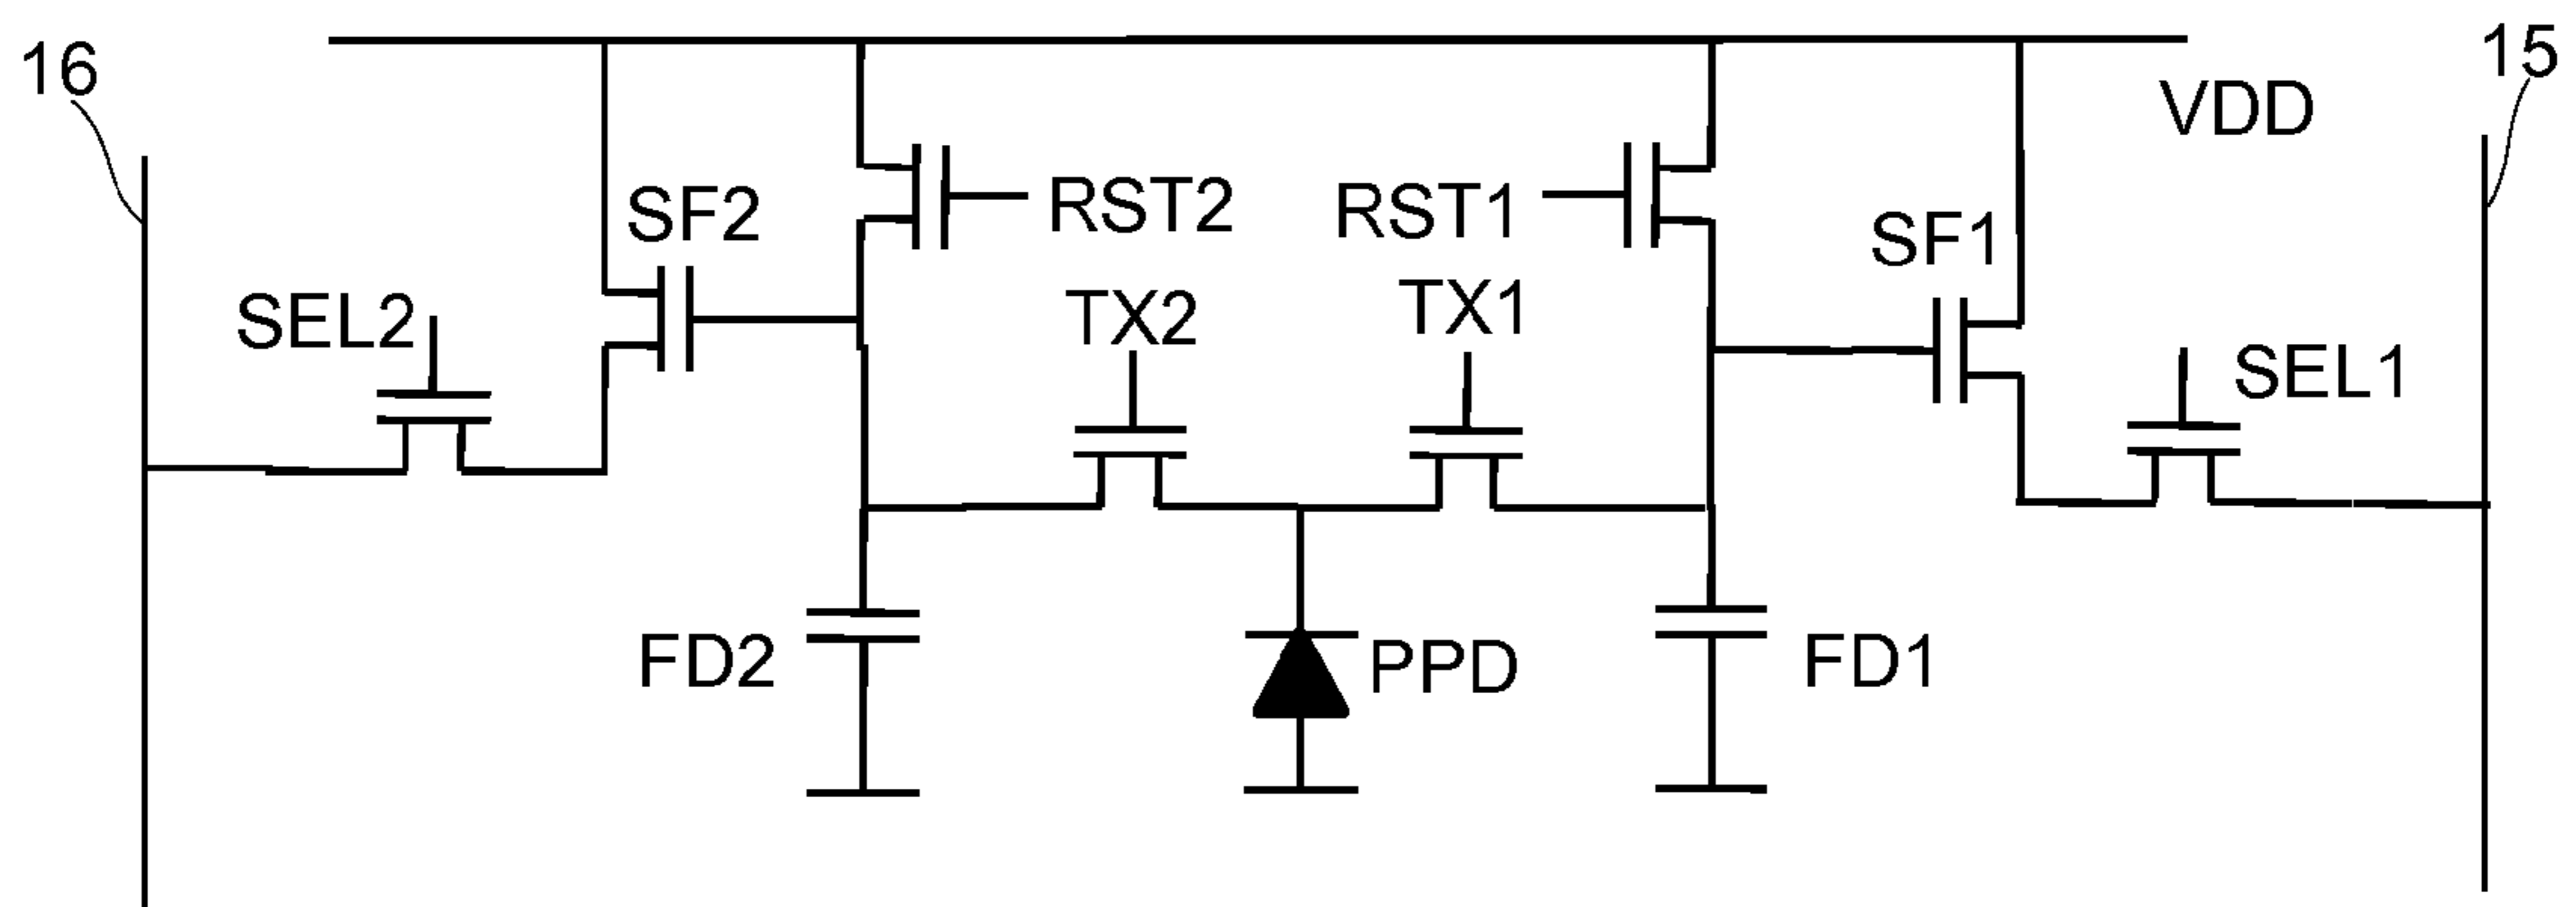 16
15
VDD
SF2
RST2
RST1
SF1
SEL2
TX2
TX1
SEL1
FD2
PPD
FD1